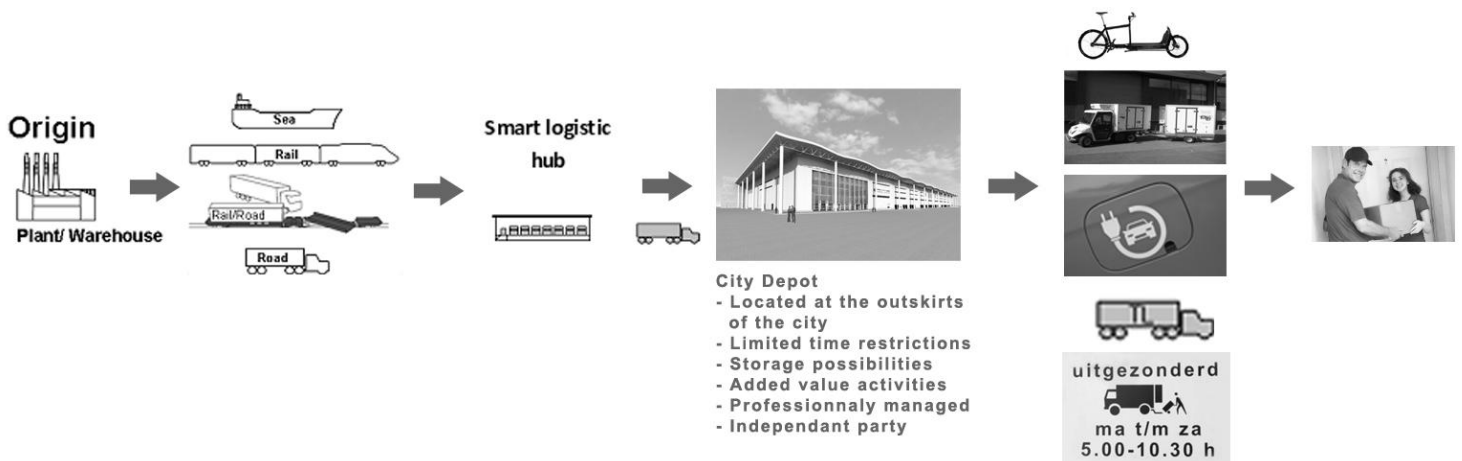 Origin
Plant/ Warehouse
Sea
Rail
Rail/Road
Road
Smart logistic
hub
City Depot
- Located at the outskirts
of the city
- Limited time restrictions
- Storage possibilities
- Added value activities
- Professionnaly managed
- Independant party
uitgezonderd
ma t/m za
5.00-10.30 h